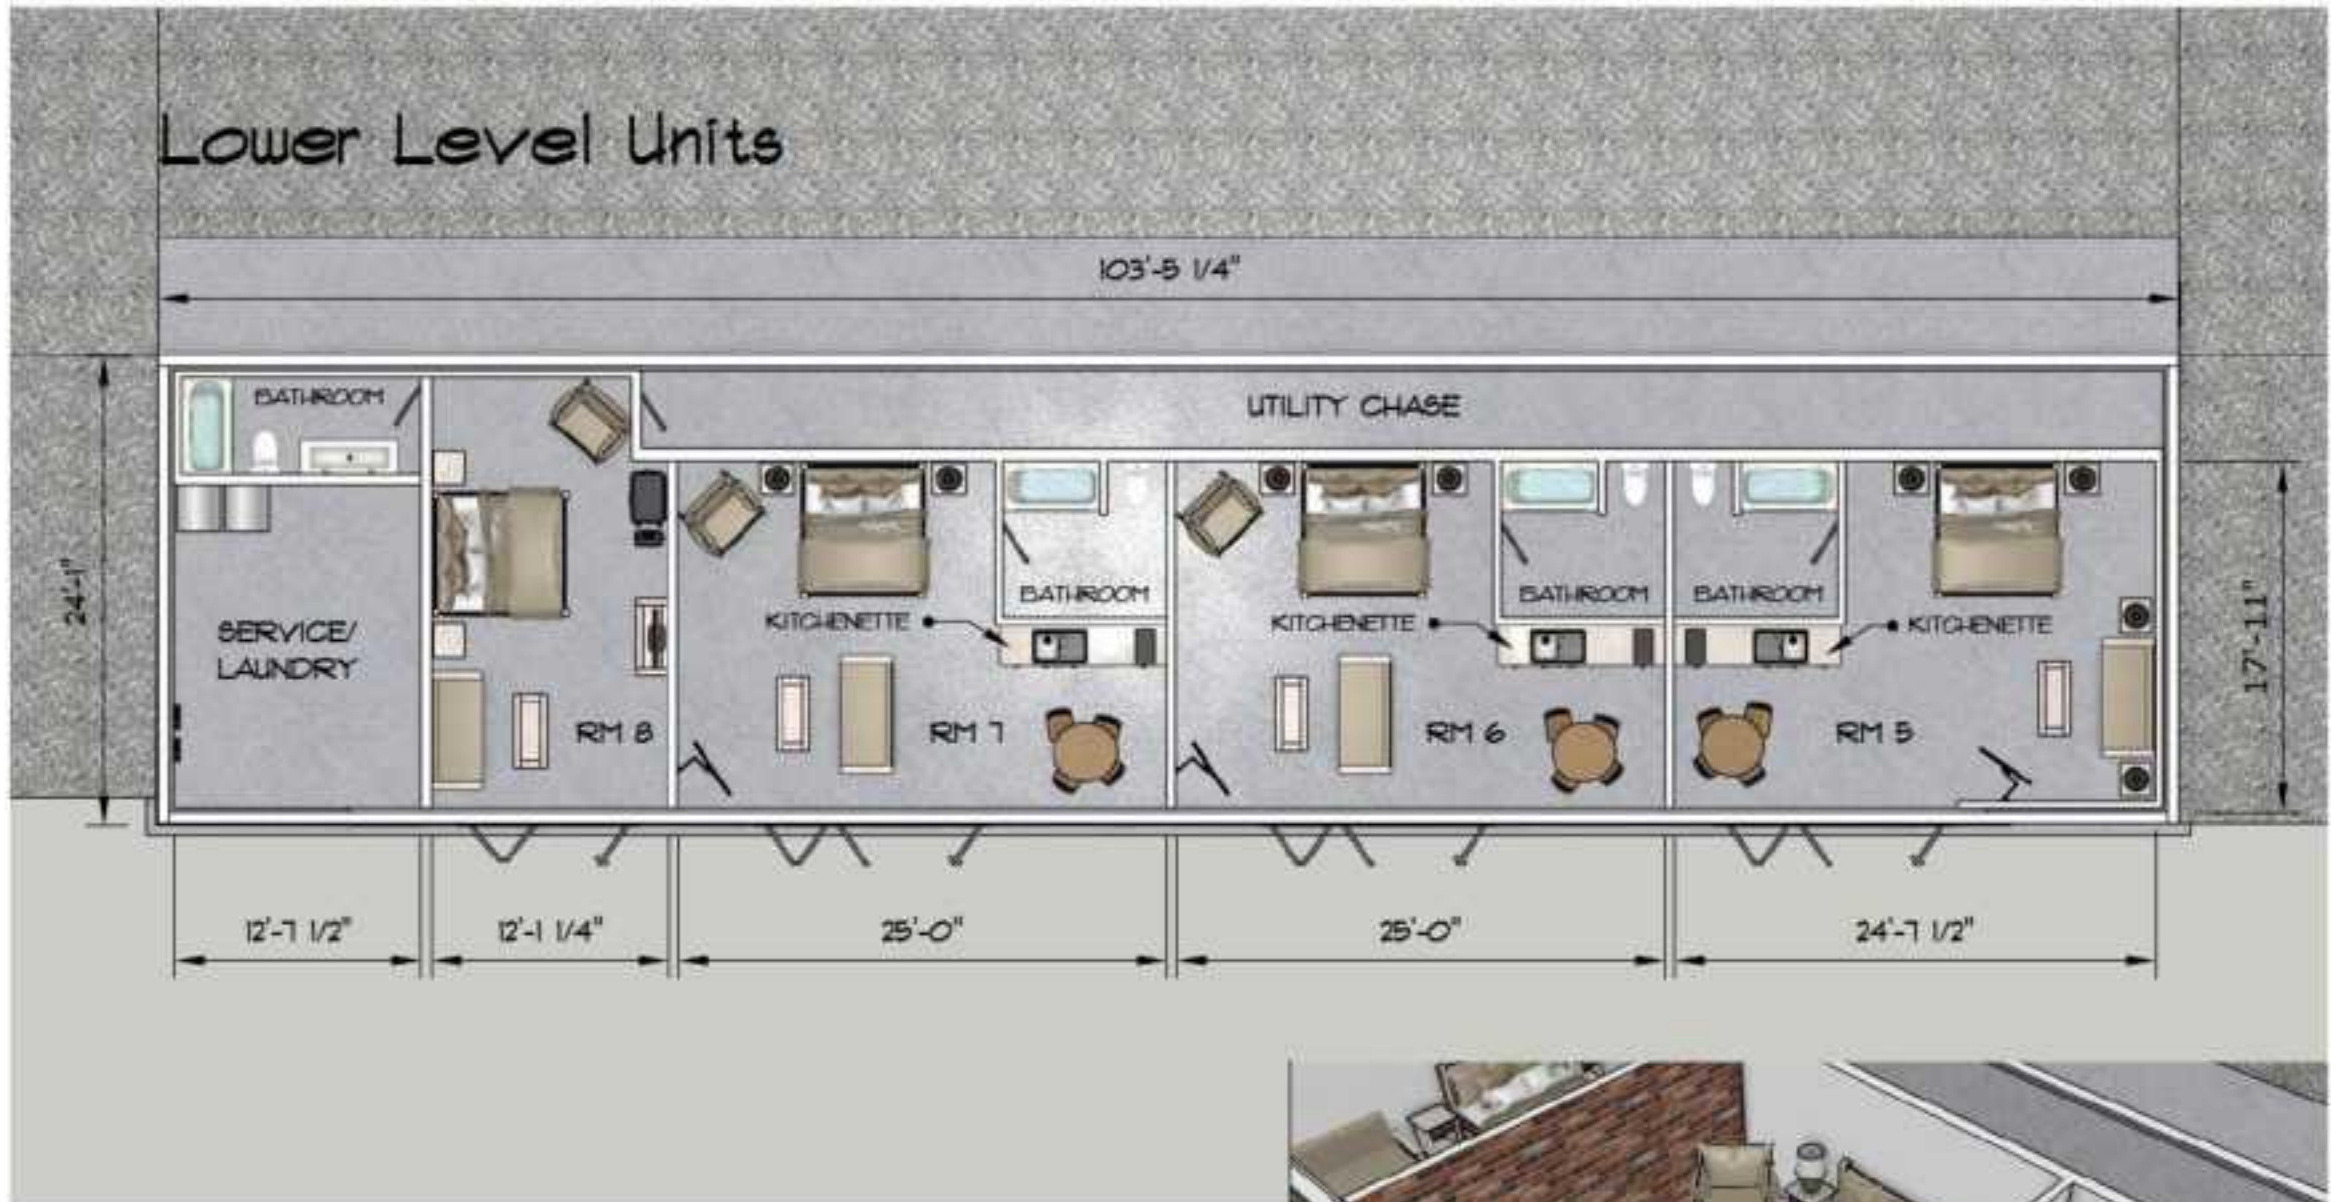 Lower Level Units
103'-5 1/4"
BATHROOM
UTILITY CHASE
24'-1"
17'-11"
SERVICE/
LAUNDRY
BATHROOM
BATHROOM
BATHROOM
KITCHENETTE
KITCHENETTE
KITCHENETTE
RM 8
RM 7
RM 6
RM 5
12'-7 1/2"
12'-1 1/4"
25'-0"
25'-0"
24'-7 1/2"